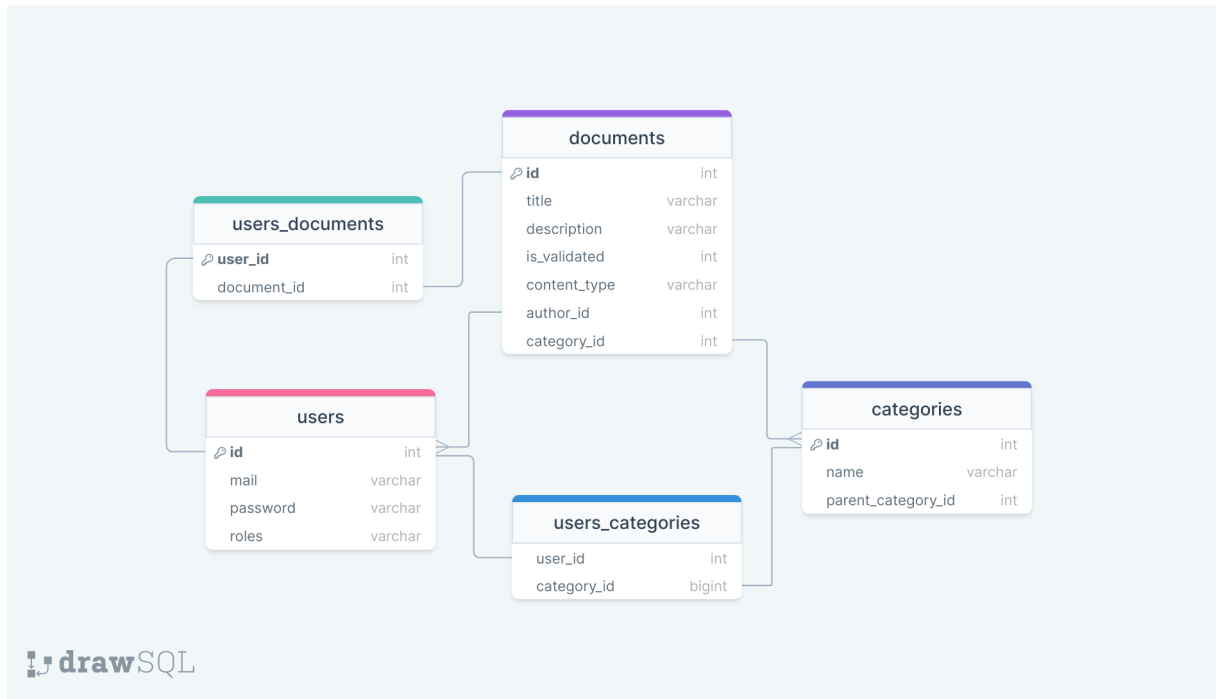 documents
id int
title varchar
description varchar
is_validated int
content_type varchar
author_id int
category_id int
users_documents
user_id int
document_id int
users
id int
mail varchar
password varchar
roles varchar
categories
id int
name varchar
parent_category_id int
users_categories
user_id int
category_id bigint
drawSQL